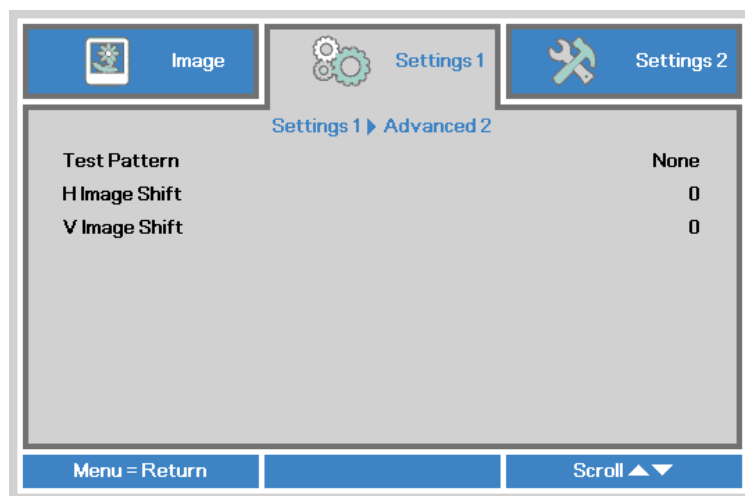 Image
Settings 1
Settings 2
Settings 1 ▶ Advanced 2
Test Pattern None
H Image Shift 0
V Image Shift 0
Menu = Return
Scroll ▲▼